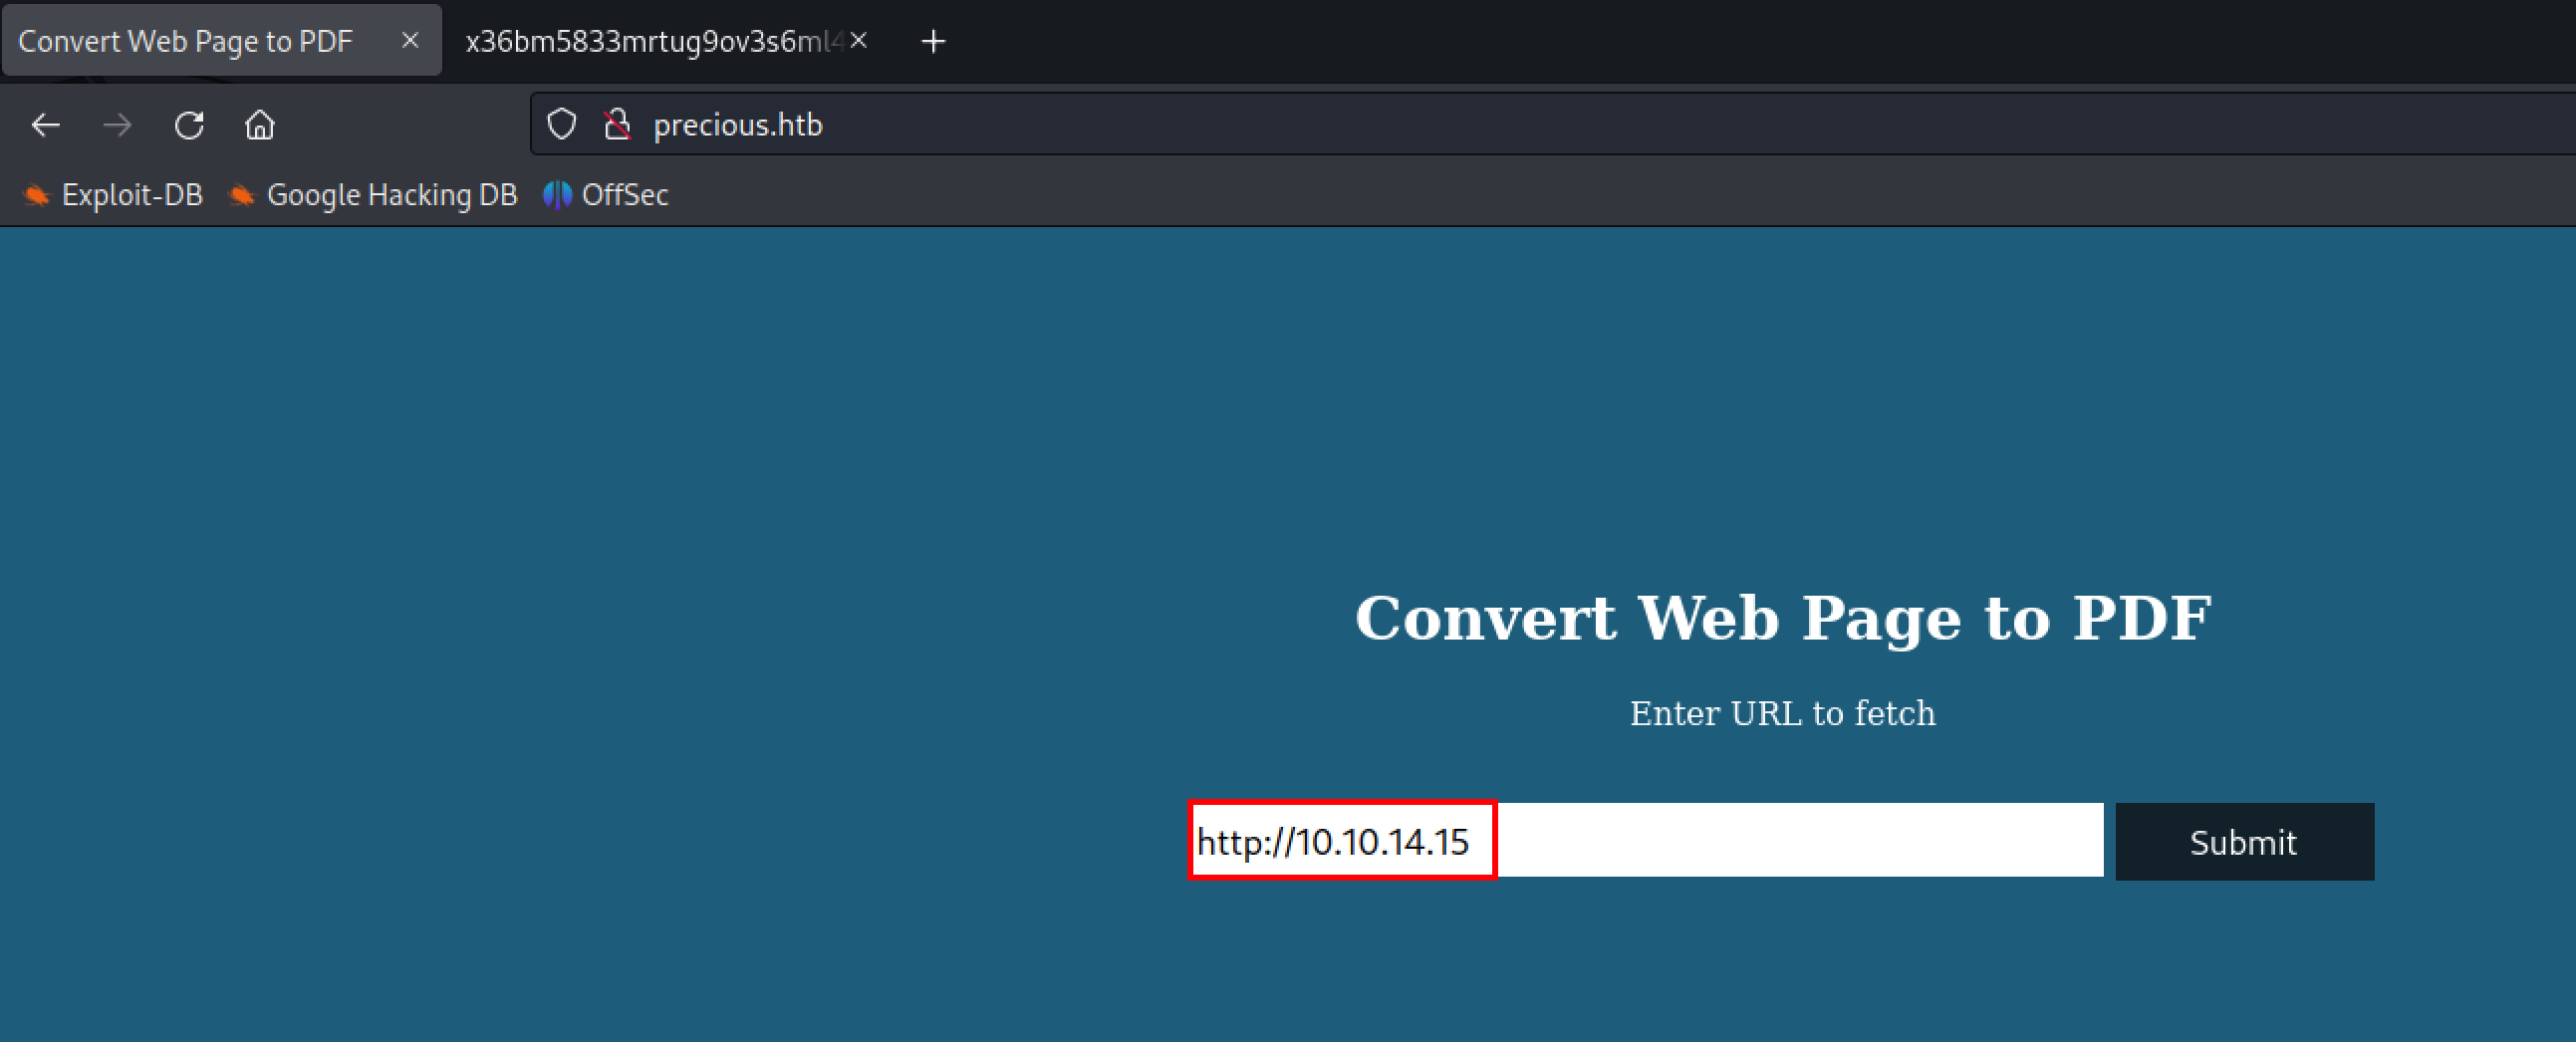 Convert Web Page to PDF
x36bm5833mrtug9ov3s6ml4
precious.htb
Exploit-DB Google Hacking DB OffSec
Convert Web Page to PDF
Enter URL to fetch
http://10.10.14.15 Submit